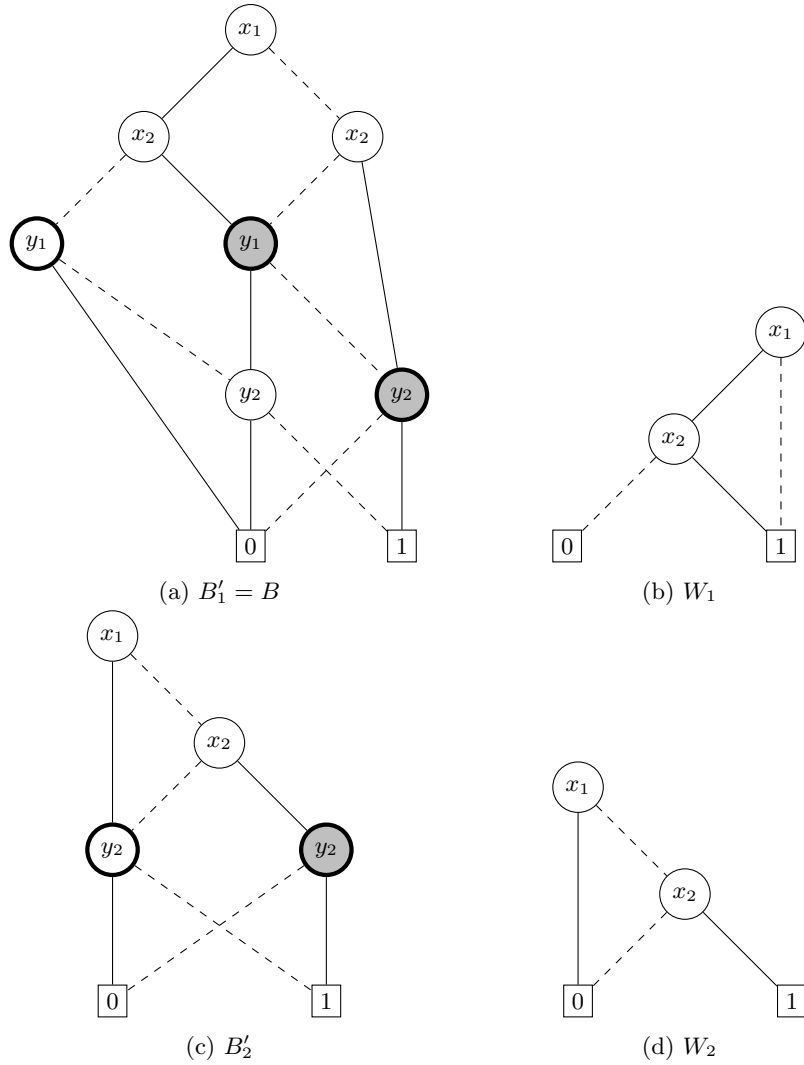 x₁
x₂ x₂
y₁ y₁
y₂ y₂
0 1
(a) B′₁ = B
x₁
x₂
0 1
(b) W₁
x₁
x₂
y₂ y₂
0 1
(c) B′₂
x₁
x₂
0 1
(d) W₂